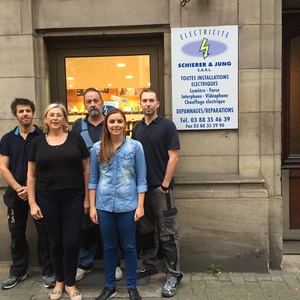 ELECTRICITE
SCHIERER & JUNG
S.A.R.L.
TOUTES INSTALLATIONS
ELECTRIQUES
Lumière - Force
Interphone - Vidéophone
Chauffage électrique
DEPANNAGES/REPARATIONS
Tél. 03 88 35 46 39
Fax 03 88 35 29 90